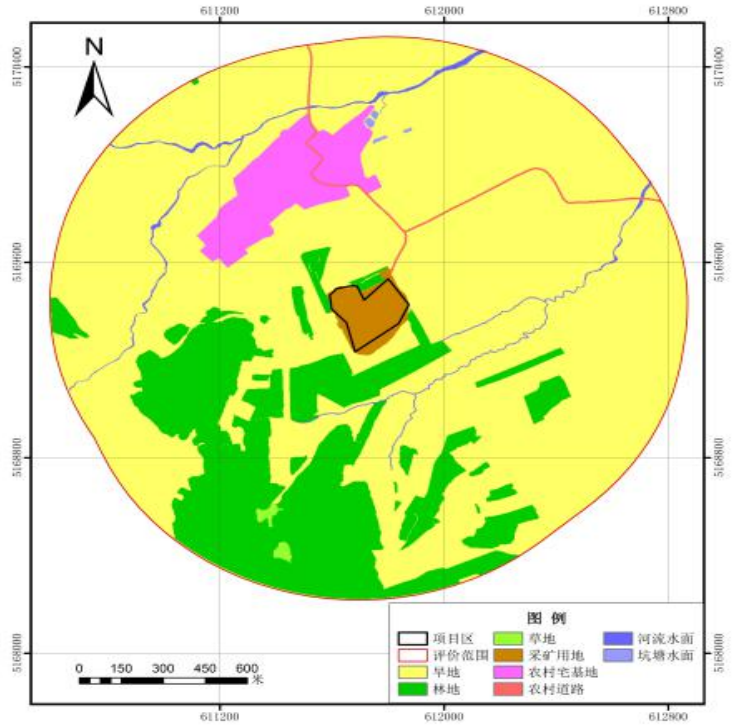 611200 612000 612800
N
5170400 5170400
5169600 5169600
5168800 5168800
5168000 5168000
0 150 300 450 600
米
图 例
项目区 草地 河流水面
评价范围 采矿用地 坑塘水面
旱地 农村宅基地
林地 农村道路
611200 612000 612800